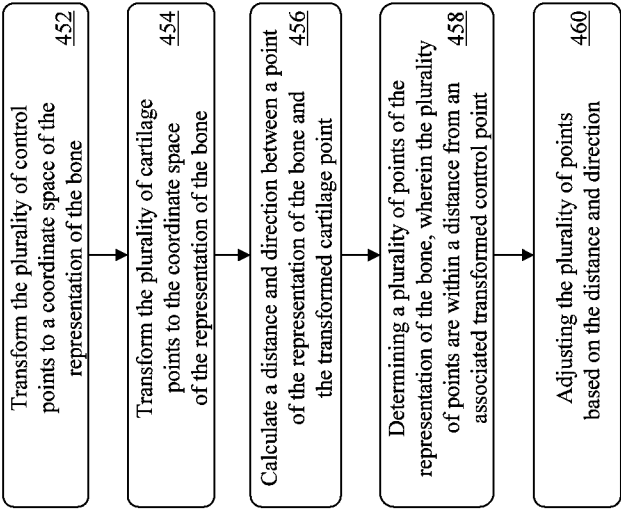 Transform the plurality of control
points to a coordinate space of the
representation of the bone
452
Transform the plurality of cartilage
points to the coordinate space
of the representation of the bone
454
Calculate a distance and direction between a point
of the representation of the bone and
the transformed cartilage point
456
Determining a plurality of points of the
representation of the bone, wherein the plurality
of points are within a distance from an
associated transformed control point
458
Adjusting the plurality of points
based on the distance and direction
460